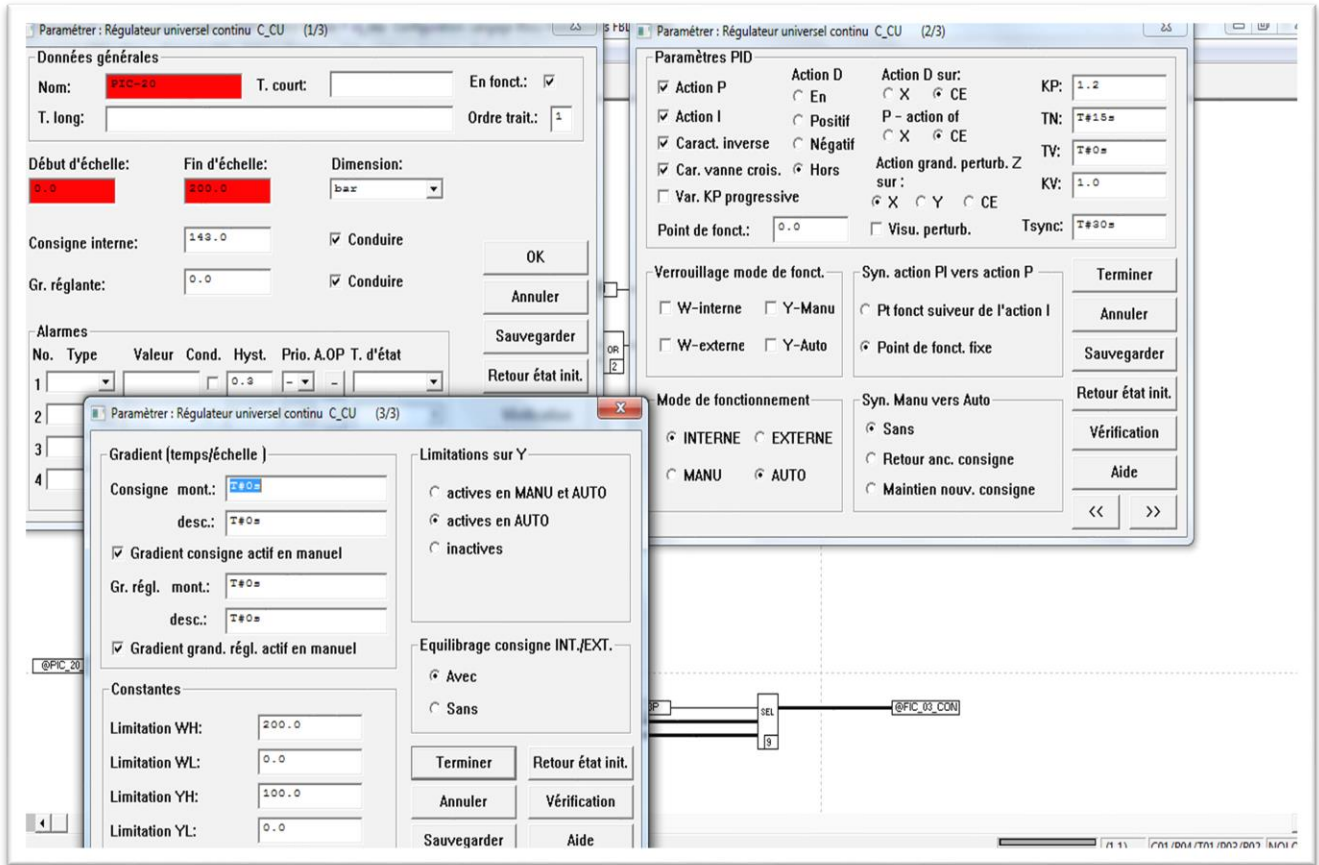 Paramétrer : Régulateur universel continu C_CU (1/3)
Données générales
Nom: PIC-20 T. court: En fonct.:
T. long: Ordre trait.: 1
Début d'échelle: Fin d'échelle: Dimension:
0.0 200.0 bar
Consigne interne: 143.0 Conduire
Gr. réglante: 0.0 Conduire
OK
Annuler
Sauvegarder
Retour état init.
Alarmes
No. Type Valeur Cond. Hyst. Prio. A.OP T. d'état
1 0.3 - -
2
3
4
Paramétrer : Régulateur universel continu C_CU (2/3)
Paramètres PID
Action P
Action I
Caract. inverse
Car. vanne crois.
Var. KP progressive
Point de fonct.: 0.0
Action D
En
Positif
Négatif
Hors
Action D sur:
X CE
P - action of
X CE
Action grand. perturb. Z
sur :
X Y CE
Visu. perturb.
KP: 1.2
TN: T#15s
TV: T#0s
KV: 1.0
Tsync: T#30s
Verrouillage mode de fonct.
W-interne Y-Manu
W-externe Y-Auto
Syn. action PI vers action P
Pt fonct suiveur de l'action I
Point de fonct. fixe
Mode de fonctionnement
INTERNE EXTERNE
MANU AUTO
Syn. Manu vers Auto
Sans
Retour anc. consigne
Maintien nouv. consigne
Terminer
Annuler
Sauvegarder
Retour état init.
Vérification
Aide
<< >>
Paramétrer : Régulateur universel continu C_CU (3/3)
Gradient (temps/échelle )
Consigne mont.: T#0s
desc.: T#0s
Gradient consigne actif en manuel
Gr. régl. mont.: T#0s
desc.: T#0s
Gradient grand. régl. actif en manuel
Constantes
Limitation WH: 200.0
Limitation WL: 0.0
Limitation YH: 100.0
Limitation YL: 0.0
Limitations sur Y
actives en MANU et AUTO
actives en AUTO
inactives
Equilibrage consigne INT./EXT.
Avec
Sans
Terminer Retour état init.
Annuler Vérification
Sauvegarder Aide
OR
2
@PIC_20
SEL
9
@FIC_03_CON